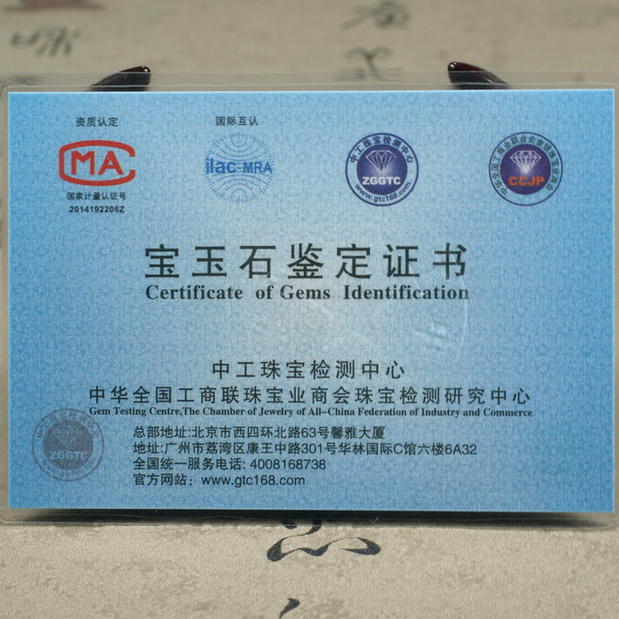 资质认定
国际互认
CMA
ilac-MRA
中工珠宝检测中心
ZGGTC
www.gtc168.com
CCJP
国家计量认证号
2014192206Z
宝玉石鉴定证书
Certificate of Gems Identification
中工珠宝检测中心
中华全国工商联珠宝业商会珠宝检测研究中心
Gem Testing Centre,The Chamber of Jewelry of All-China Federation of Industry and Commerce
总部地址:北京市西四环北路63号馨雅大厦
地址:广州市荔湾区康王中路301号华林国际C馆六楼6A32
全国统一服务电话: 4008168738
官方网站: www.gtc168.com
ZGGTC